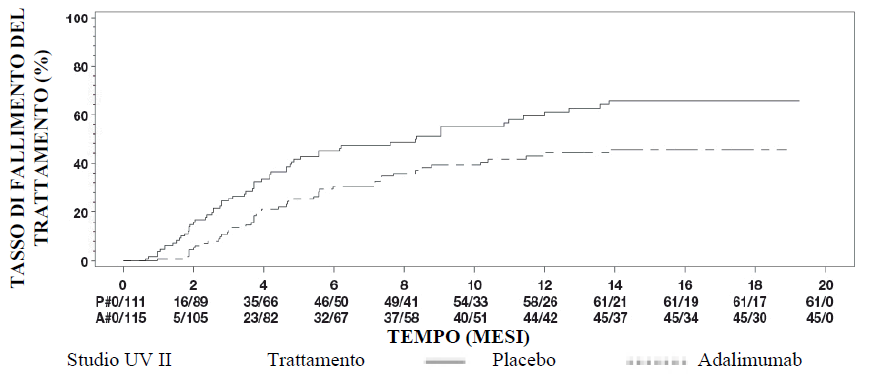 TASSO DI FALLIMENTO DEL
TRATTAMENTO (%)
100
80
60
40
20
0
0 2 4 6 8 10 12 14 16 18 20
P#0/111 16/89 35/66 46/50 49/41 54/33 58/26 61/21 61/19 61/17 61/0
A#0/115 5/105 23/82 32/67 37/58 40/51 44/42 45/37 45/34 45/30 45/0
TEMPO (MESI)
Studio UV II Trattamento Placebo Adalimumab